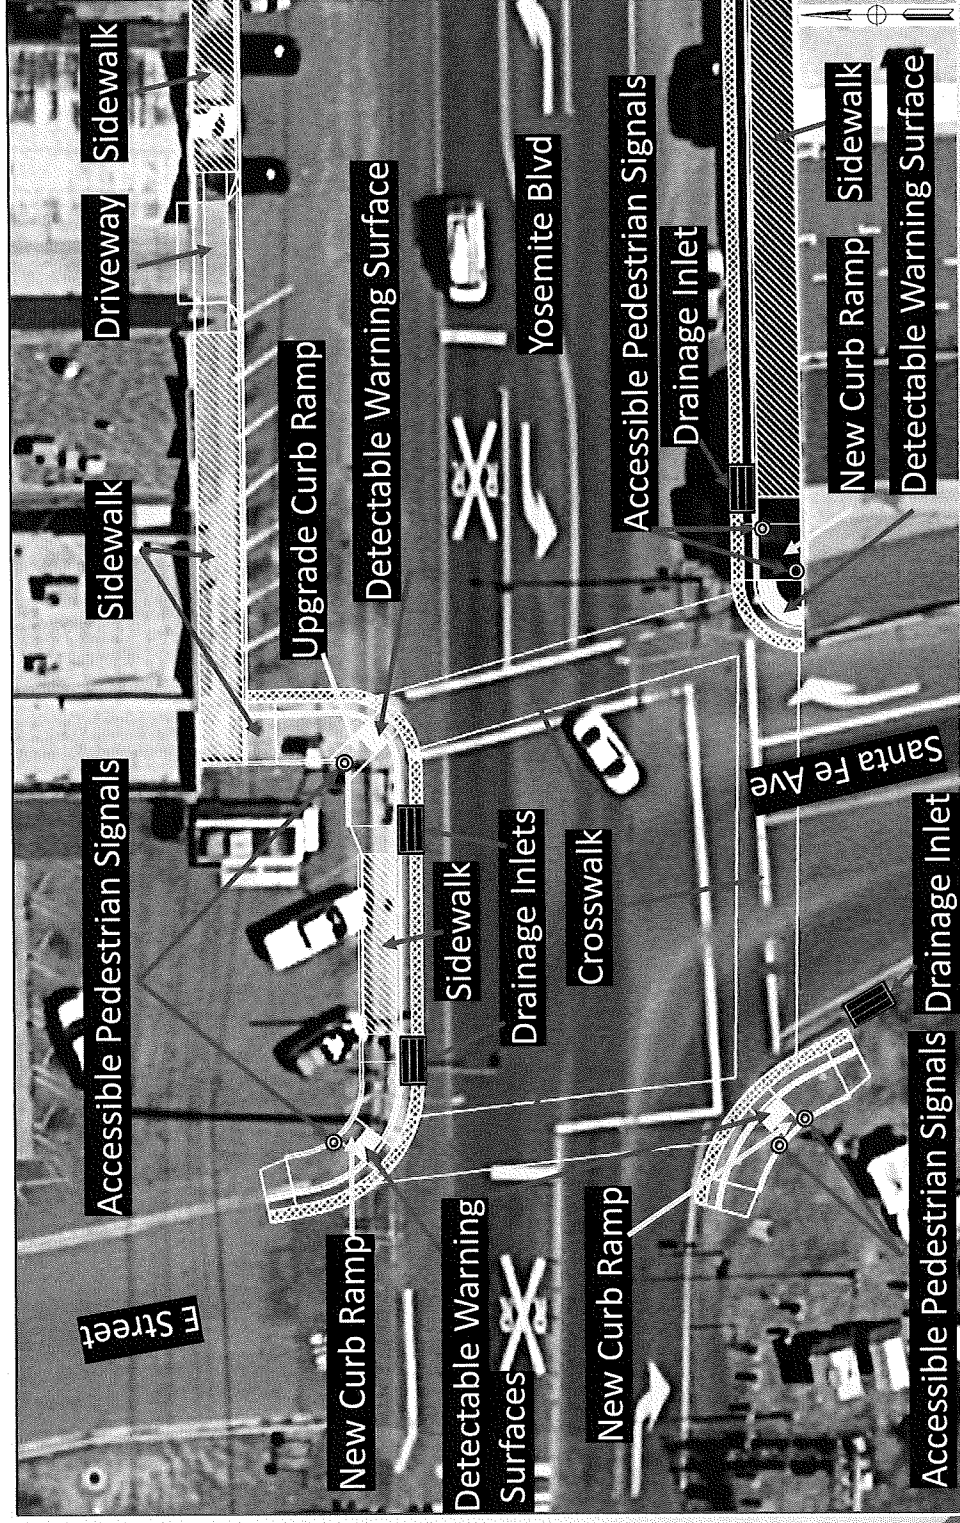 E Street
Accessible Pedestrian Signals
Sidewalk
Driveway
Sidewalk
Upgrade Curb Ramp
New Curb Ramp
Detectable Warning Surface
Sidewalk
Detectable Warning
Surfaces
Drainage Inlets
Yosemite Blvd
Crosswalk
New Curb Ramp
Accessible Pedestrian Signals
Drainage Inlet
Santa Fe Ave
New Curb Ramp
Sidewalk
Detectable Warning Surface
Accessible Pedestrian Signals
Drainage Inlet